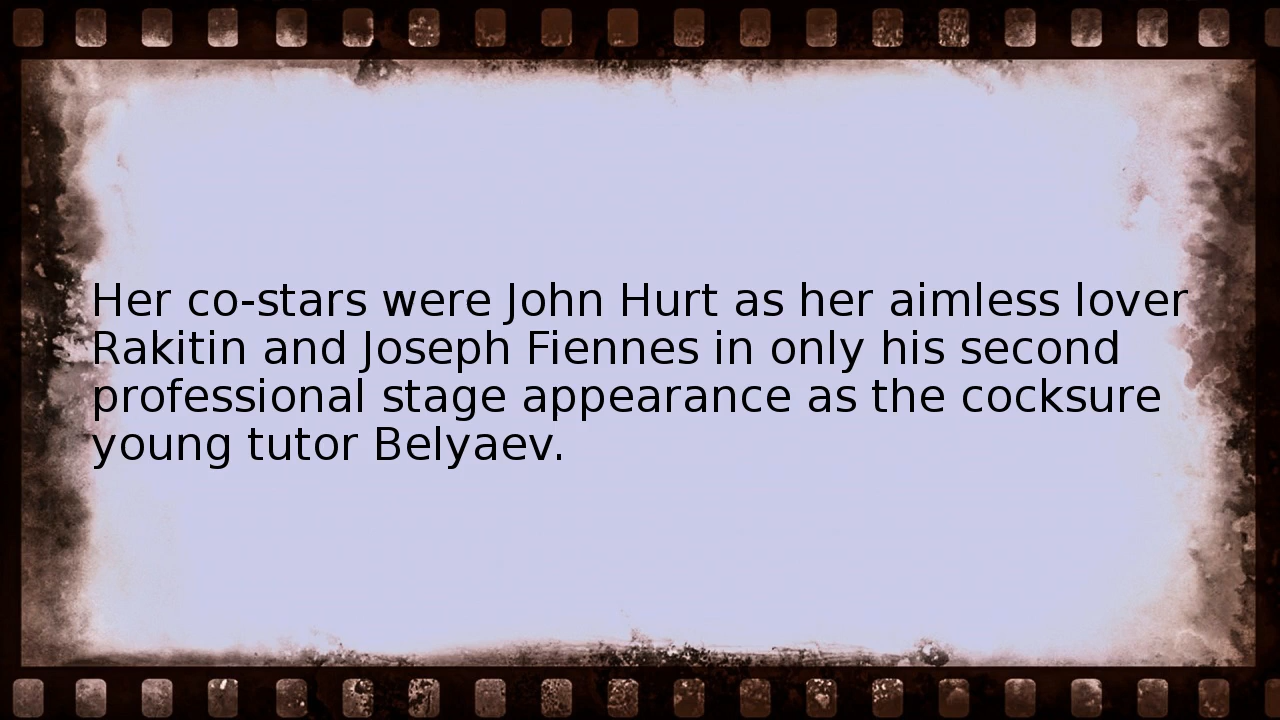 Her co-stars were John Hurt as her aimless lover
Rakitin and Joseph Fiennes in only his second
professional stage appearance as the cocksure
young tutor Belyaev.